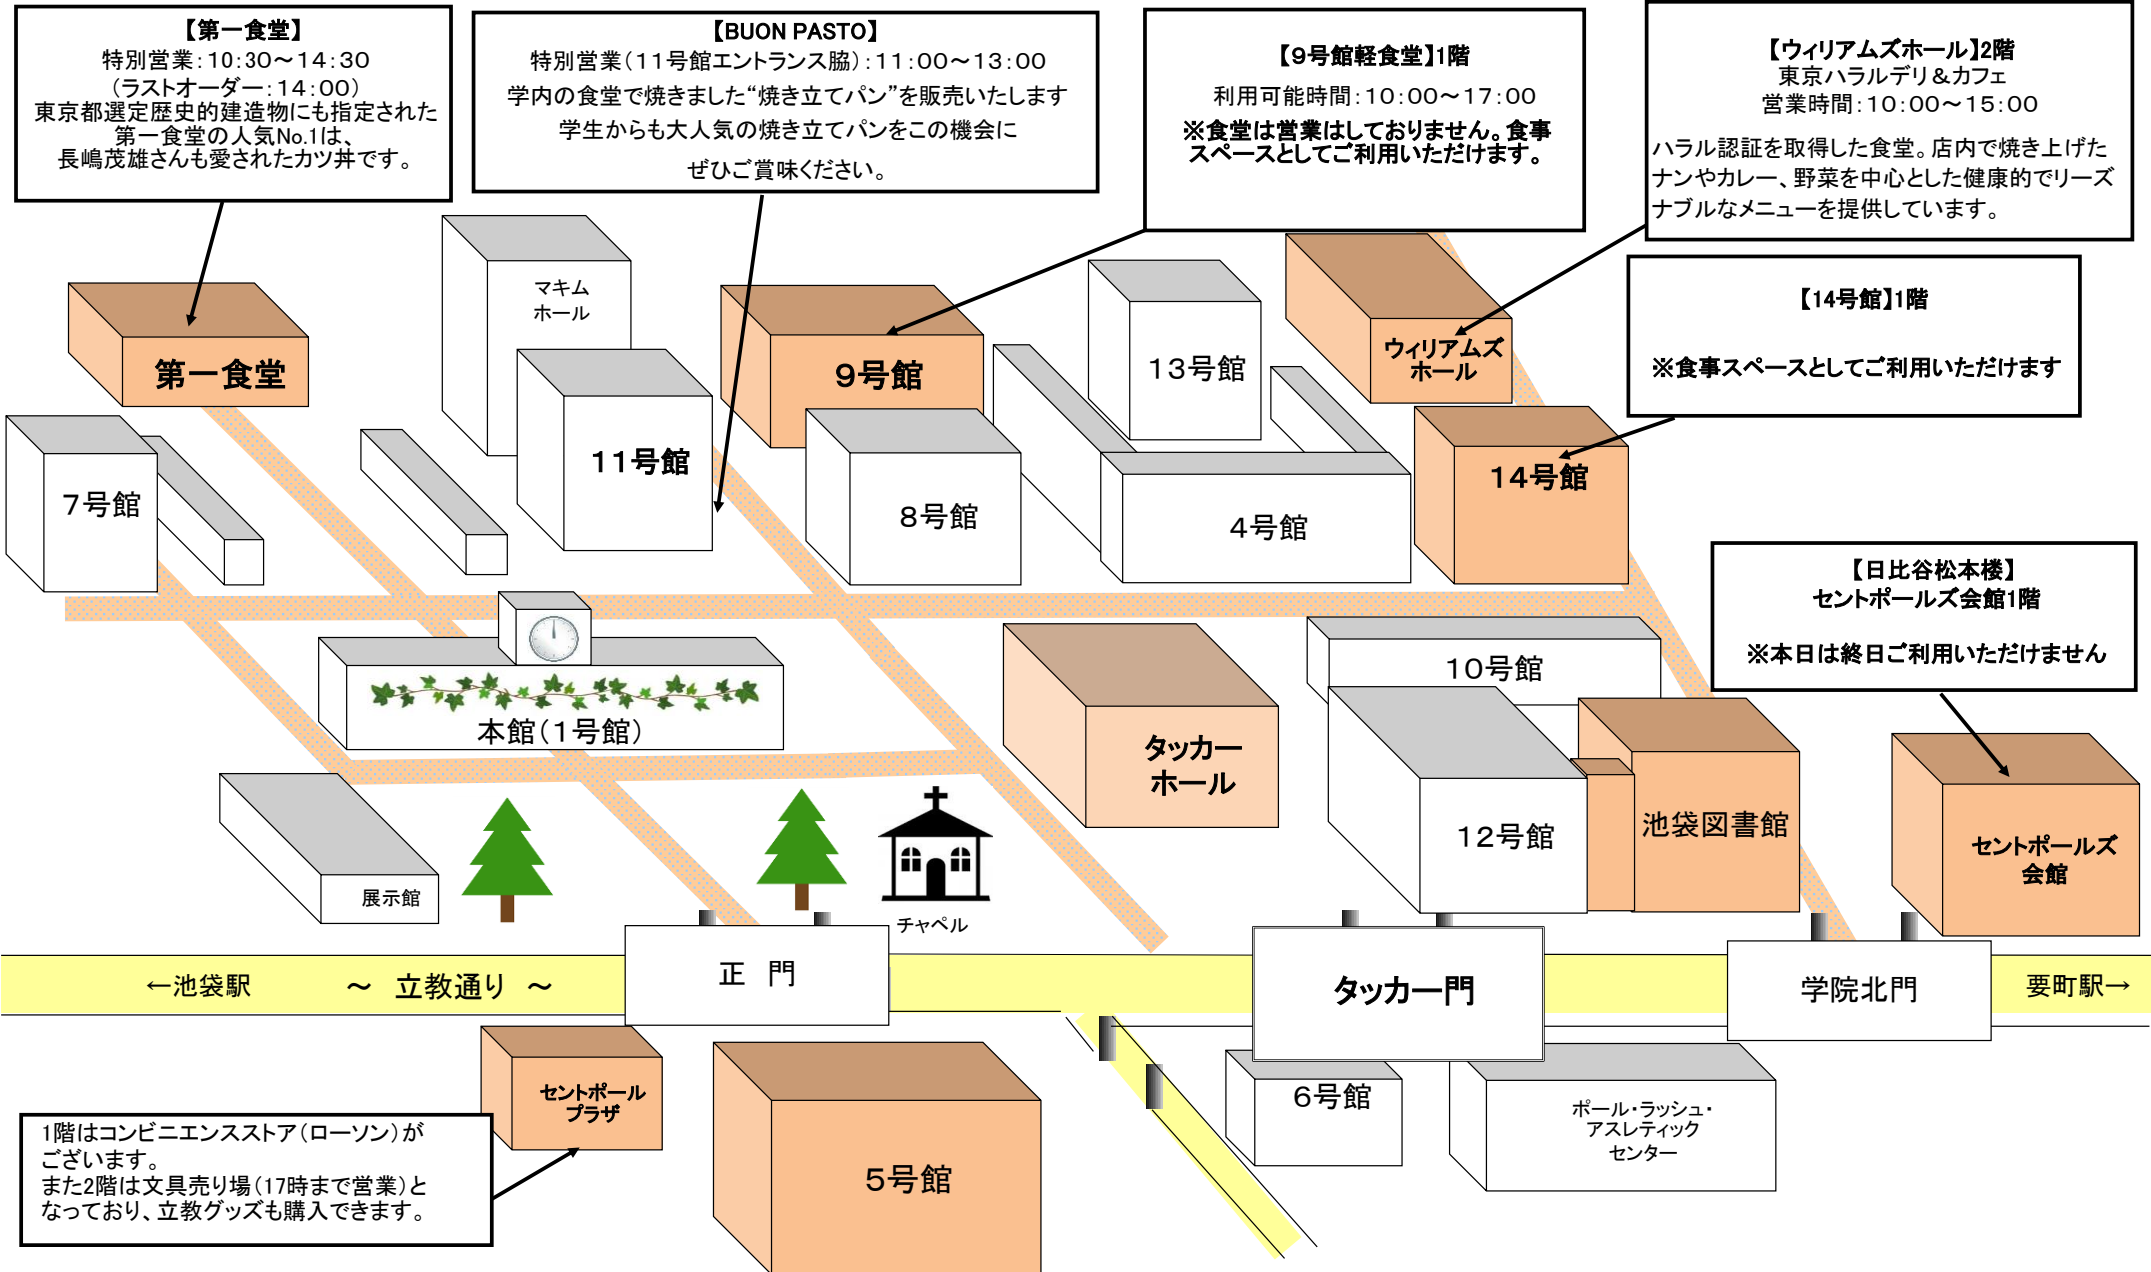 【第一食堂】
特別営業：10：30～14：30
（ラストオーダー：14：00）
東京都選定歴史的建造物にも指定された
第一食堂の人気No.1は、
長嶋茂雄さんも愛されたカツ丼です。
【BUON PASTO】
特別営業（11号館エントランス脇）：11：00～13：00
学内の食堂で焼きました“焼き立てパン”を販売いたします
学生からも大人気の焼き立てパンをこの機会に
ぜひご賞味ください。
【9号館軽食堂】1階
利用可能時間：10：00～17：00
※食堂は営業はしておりません。食事
スペースとしてご利用いただけます。
【ウィリアムズホール】2階
東京ハラルデリ＆カフェ
営業時間：10：00～15：00
ハラル認証を取得した食堂。店内で焼き上げた
ナンやカレー、野菜を中心とした健康的でリーズ
ナブルなメニューを提供しています。
【14号館】1階
※食事スペースとしてご利用いただけます
マキム
ホール
第一食堂
9号館
13号館
ウィリアムズ
ホール
7号館
11号館
8号館
4号館
14号館
【日比谷松本楼】
セントポールズ会館1階
※本日は終日ご利用いただけません
本館（1号館）
10号館
タッカー
ホール
12号館
池袋図書館
セントポールズ
会館
展示館
チャペル
←池袋駅
～ 立教通り ～
正 門
タッカー門
学院北門
要町駅→
セントポール
プラザ
5号館
6号館
ポール・ラッシュ・
アスレティック
センター
1階はコンビニエンスストア（ローソン）が
ございます。
また2階は文具売り場（17時まで営業）と
なっており、立教グッズも購入できます。